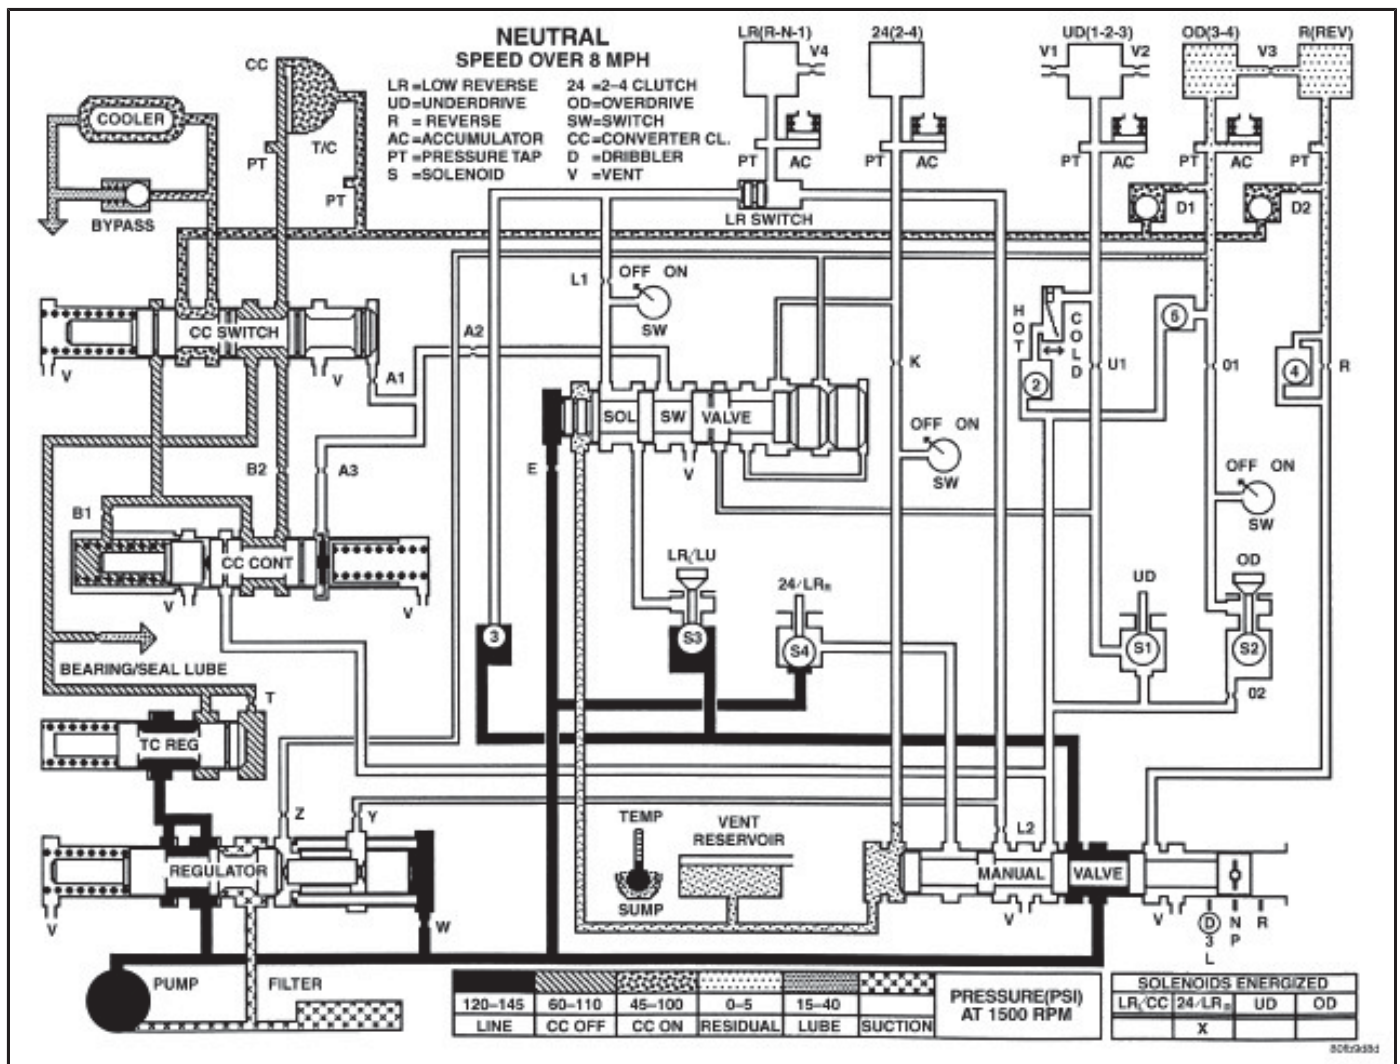 NEUTRAL
SPEED OVER 8 MPH
LR =LOW REVERSE 24 =2–4 CLUTCH
UD=UNDERDRIVE OD=OVERDRIVE
R = REVERSE SW=SWITCH
AC=ACCUMULATOR CC=CONVERTER CL.
PT=PRESSURE TAP D =DRIBBLER
S =SOLENOID V =VENT
LR(R-N-1) 24(2-4) UD(1-2-3) OD(3-4) R(REV)
V4 V1 V2 V3
CC
COOLER
PT T/C
PT
BYPASS
PT AC PT AC PT AC PT AC PT
LR SWITCH
D1 D2
L1 OFF ON
SW
HOT COLD
5
CC SWITCH
V V A1 A2
K U1 01 4 R
2
SOL SW VALVE
E V
OFF ON
SW
OFF ON
SW
B2 A3
B1
CC CONT
V V
LR/LU 24/LR UD OD
3 S3 S4 S1 S2
02
BEARING/SEAL LUBE
T
TC REG
Z Y
TEMP VENT
RESERVOIR
L2
REGULATOR
SUMP
MANUAL VALVE
V W V V
D N R
3 P
L
PUMP FILTER
120–145 60–110 45–100 0–5 15–40
LINE CC OFF CC ON RESIDUAL LUBE SUCTION
PRESSURE(PSI)
AT 1500 RPM
SOLENOIDS ENERGIZED
LR/CC 24/LR UD OD
X
80fb9d8d